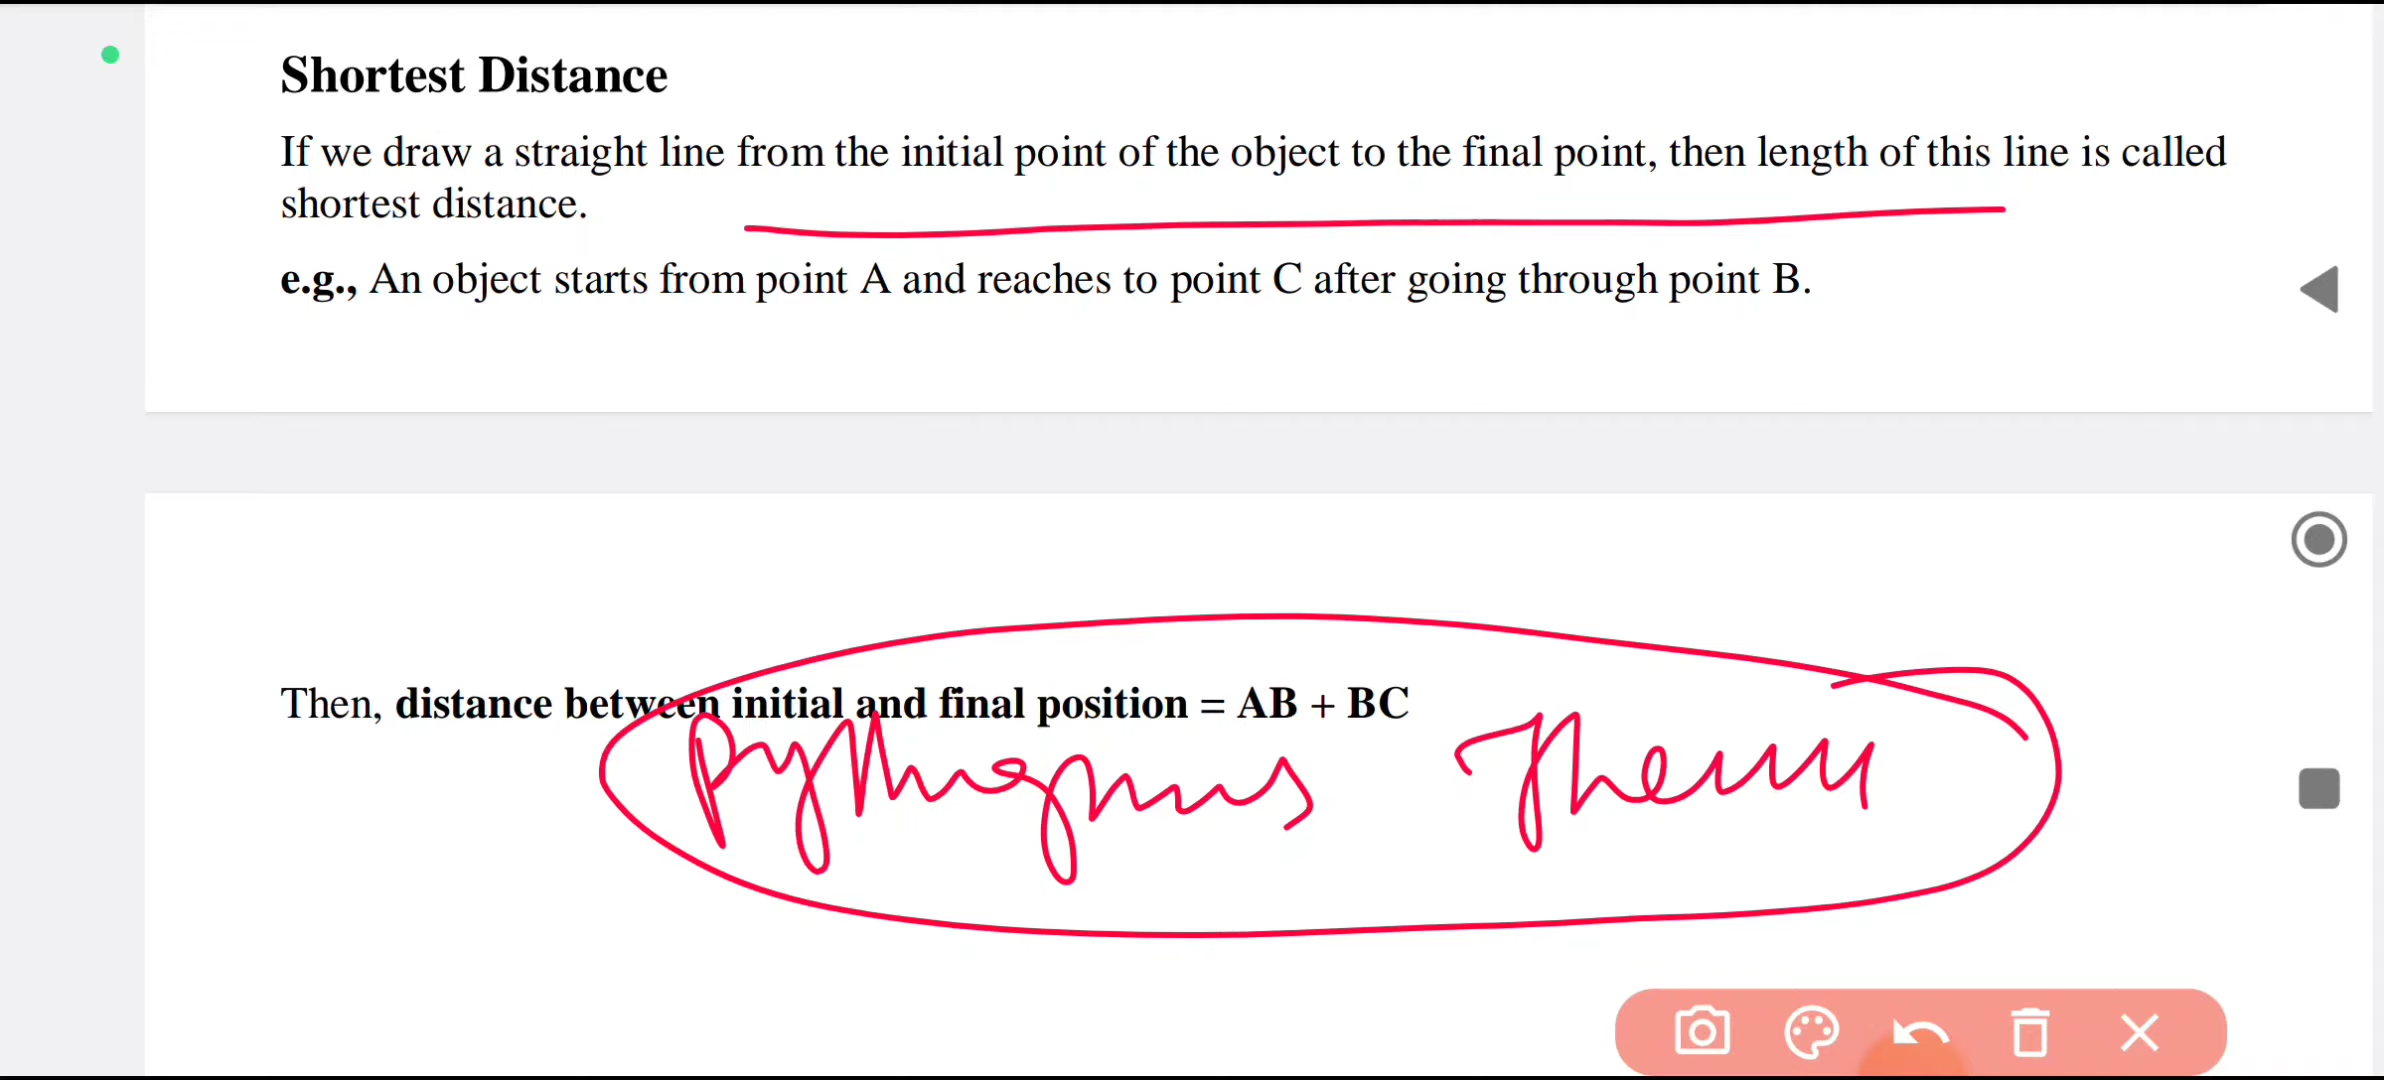 Shortest Distance
If we draw a straight line from the initial point of the object to the final point, then length of this line is called
shortest distance.
e.g., An object starts from point A and reaches to point C after going through point B.
Then, distance between initial and final position = AB + BC